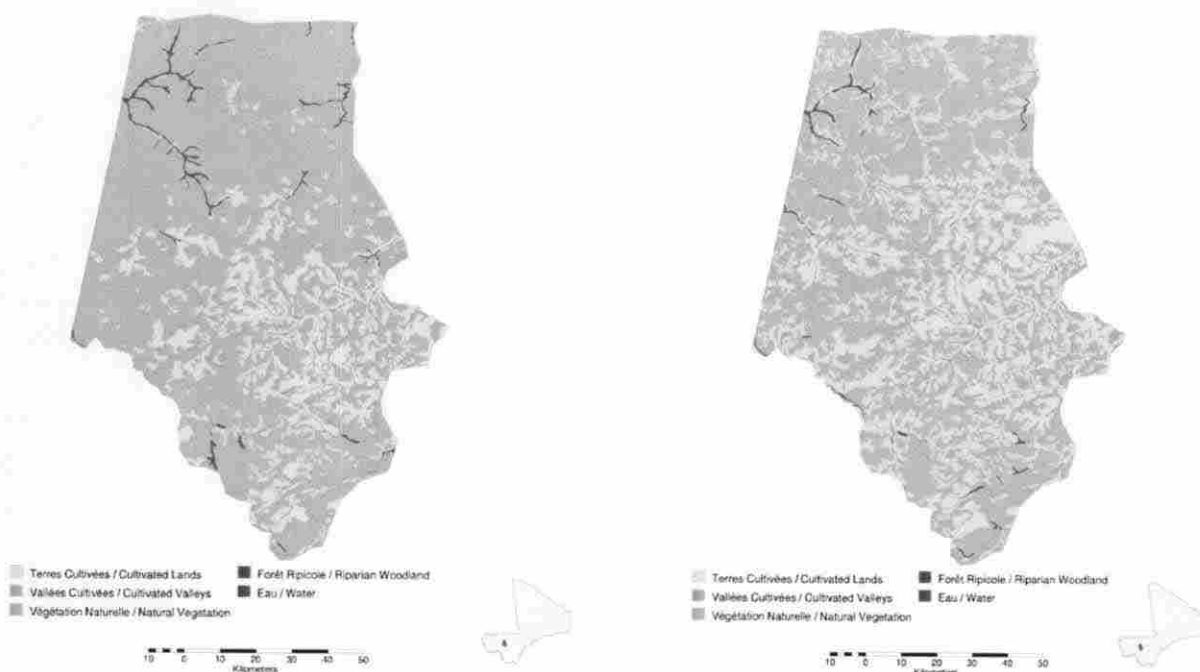 Terres Cultivées / Cultivated Lands
Vallées Cultivées / Cultivated Valleys
Végétation Naturelle / Natural Vegetation
Forêt Ripicole / Riparian Woodland
Eau / Water
10 0 10 20 30 40 50
Kilometers
Terres Cultivées / Cultivated Lands
Vallées Cultivées / Cultivated Valleys
Végétation Naturelle / Natural Vegetation
Forêt Ripicole / Riparian Woodland
Eau / Water
10 0 10 20 30 40 50
Kilometers